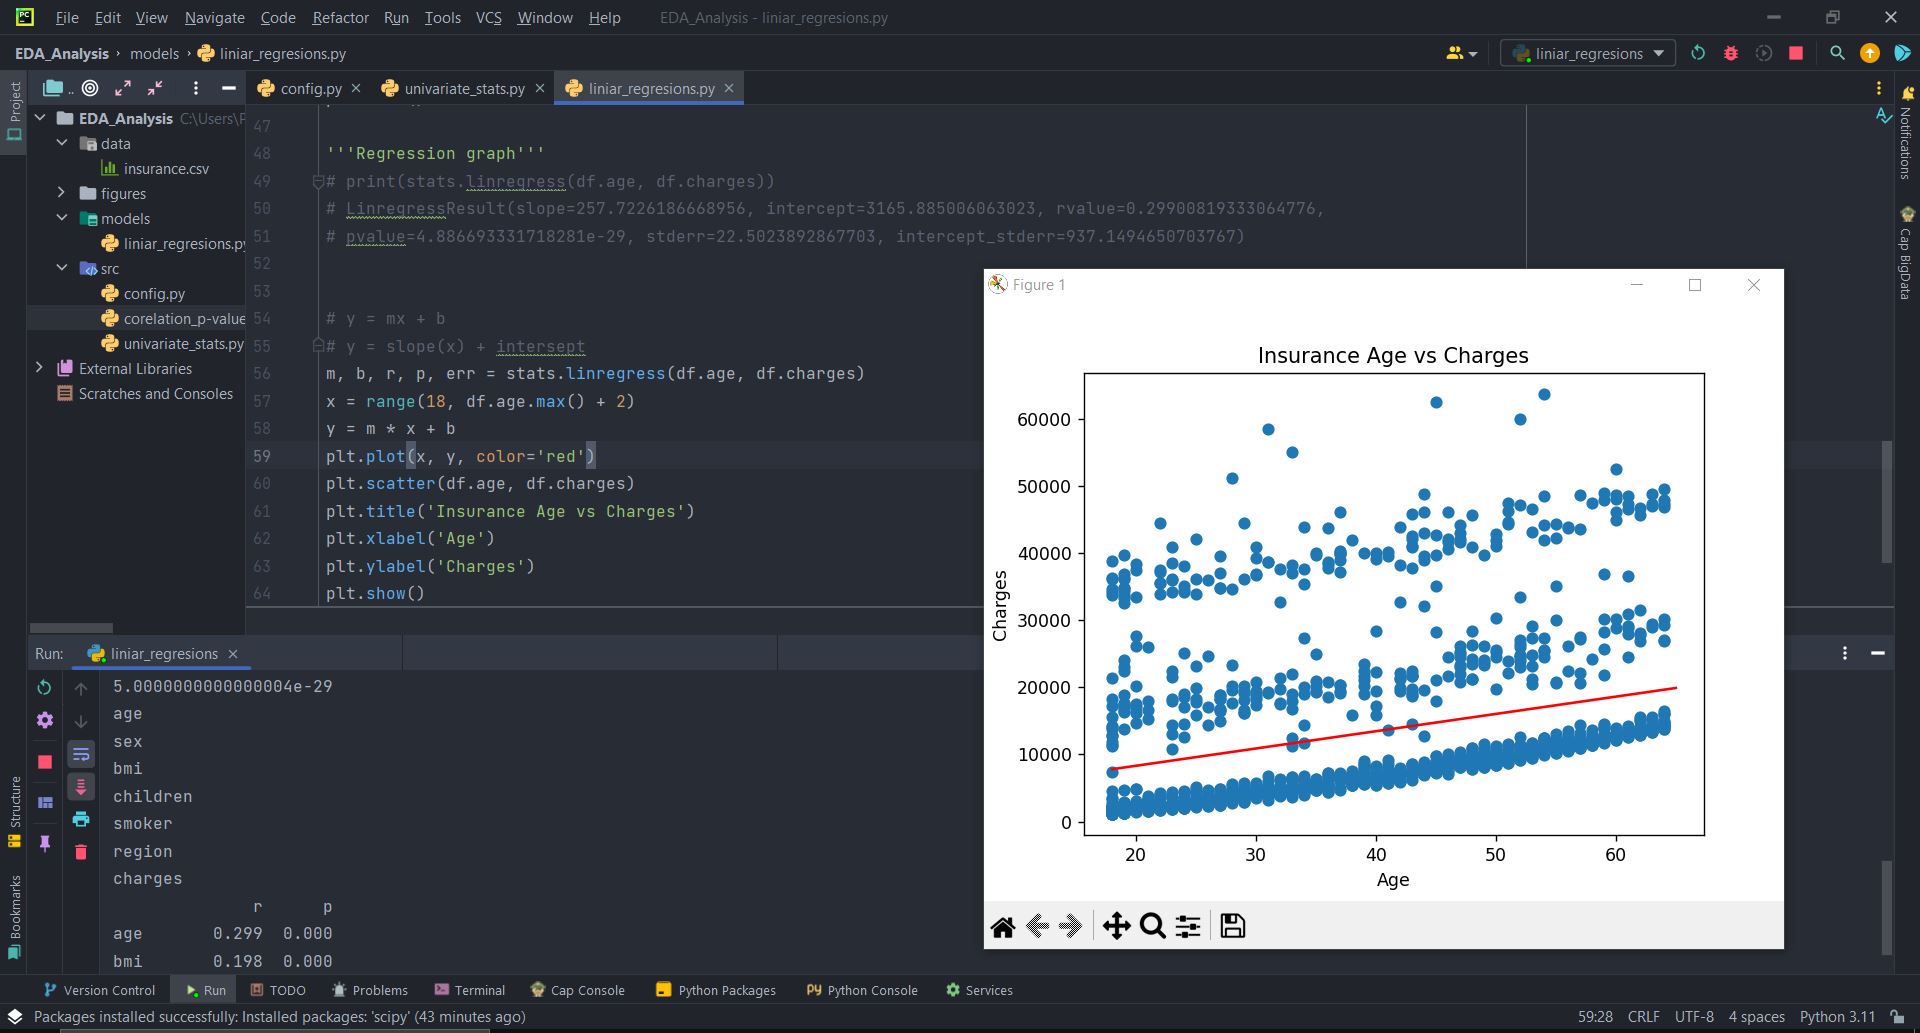 File Edit View Navigate Code Refactor Run Tools VCS Window Help EDA_Analysis - liniar_regresions.py
EDA_Analysis models liniar_regresions.py liniar_regresions
Project
config.py univariate_stats.py liniar_regresions.py
EDA_Analysis C:\Users\
data
insurance.csv
figures
models
liniar_regresions.py
src
config.py
corelation_p-value
univariate_stats.py
External Libraries
Scratches and Consoles
47
48 '''Regression graph'''
49 # print(stats.linregress(df.age, df.charges))
50 # LinregressResult(slope=257.7226186668956, intercept=3165.885006063023, rvalue=0.29900819333064776,
51 # pvalue=4.886693331718281e-29, stderr=22.5023892867703, intercept_stderr=937.1494650703767)
52
53
54 # y = mx + b
55 # y = slope(x) + intersept
56 m, b, r, p, err = stats.linregress(df.age, df.charges)
57 x = range(18, df.age.max() + 2)
58 y = m * x + b
59 plt.plot(x, y, color='red')
60 plt.scatter(df.age, df.charges)
61 plt.title('Insurance Age vs Charges')
62 plt.xlabel('Age')
63 plt.ylabel('Charges')
64 plt.show()
Notifications
Cap BigData
Figure 1
Insurance Age vs Charges
60000
50000
40000
30000
20000
10000
0
Charges
20 30 40 50 60
Age
Run: liniar_regresions
5.0000000000000004e-29
age
sex
bmi
children
smoker
region
charges
r p
age 0.299 0.000
bmi 0.198 0.000
Structure
Bookmarks
Version Control Run TODO Problems Terminal Cap Console Python Packages Python Console Services
Packages installed successfully: Installed packages: 'scipy' (43 minutes ago) 59:28 CRLF UTF-8 4 spaces Python 3.11